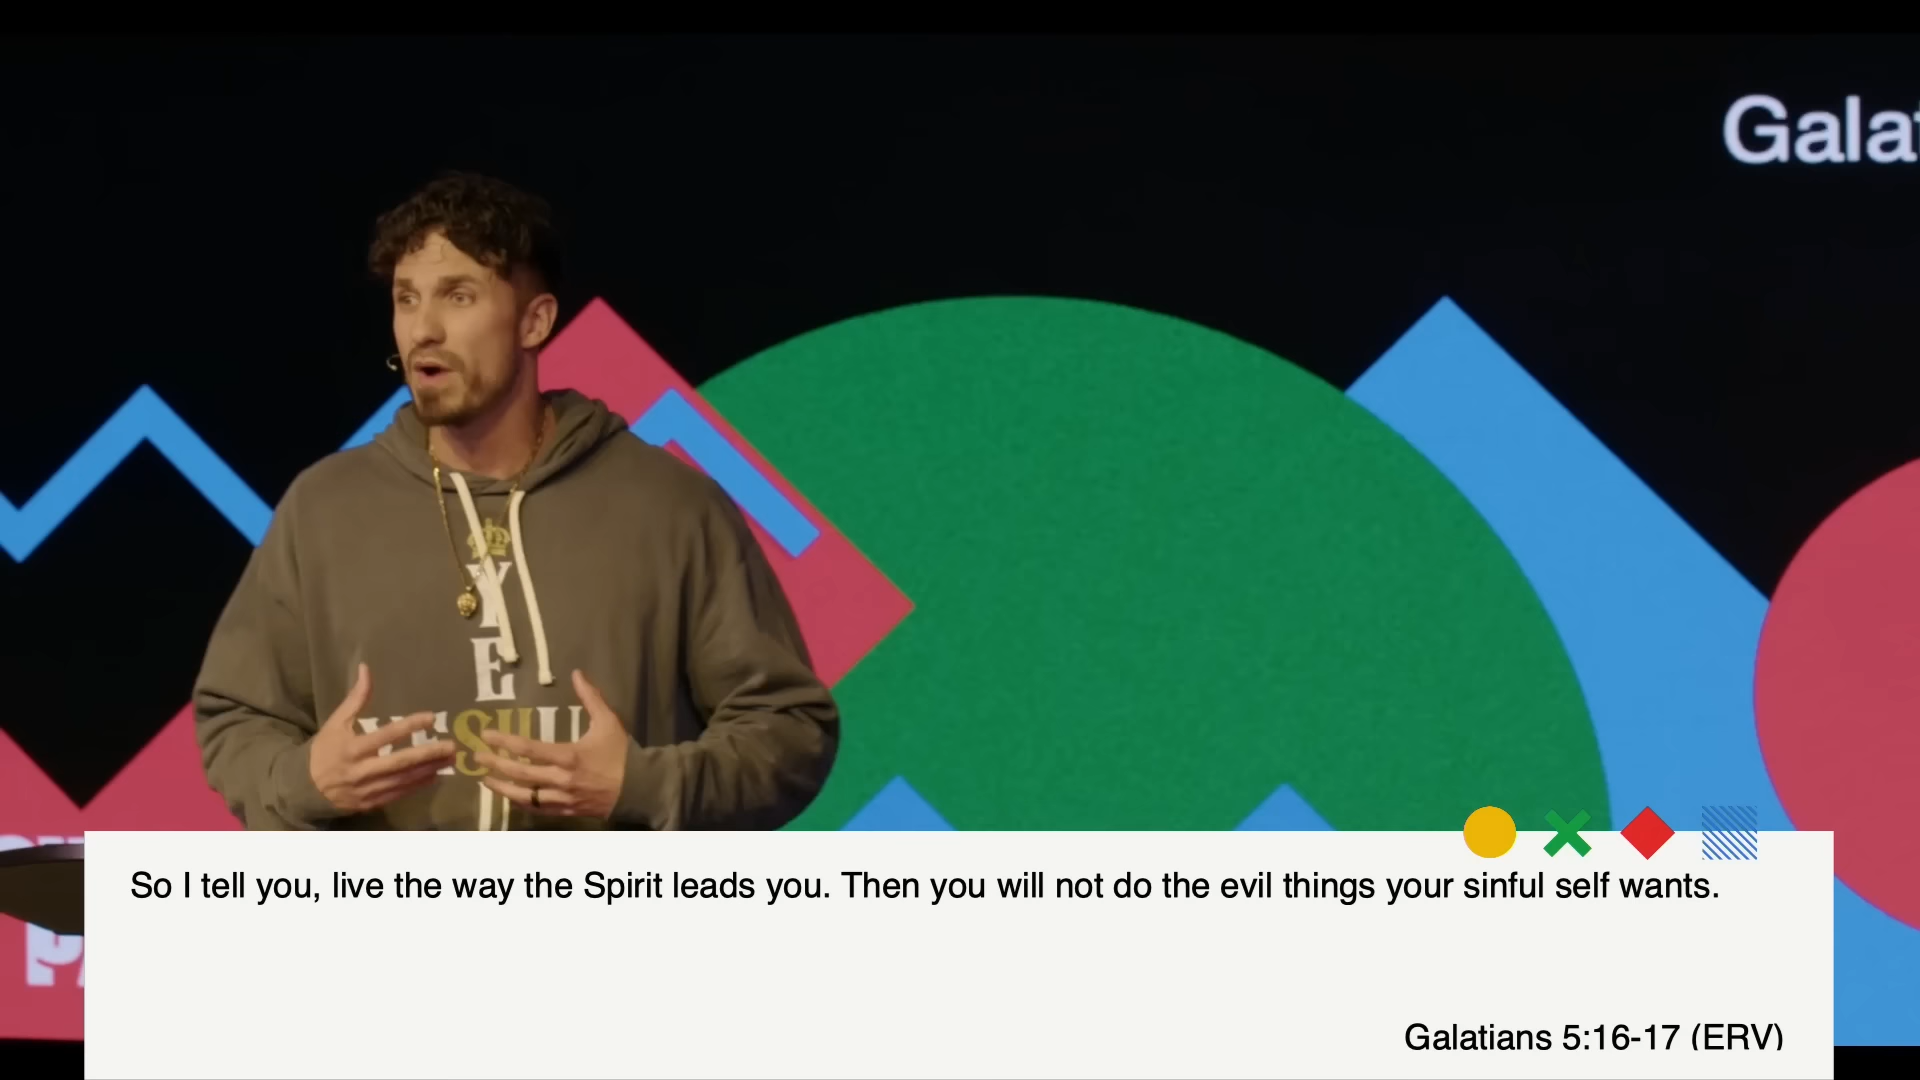 Gala
Y
E
So I tell you, live the way the Spirit leads you. Then you will not do the evil things your sinful self wants.
Galatians 5:16-17 (ERV)